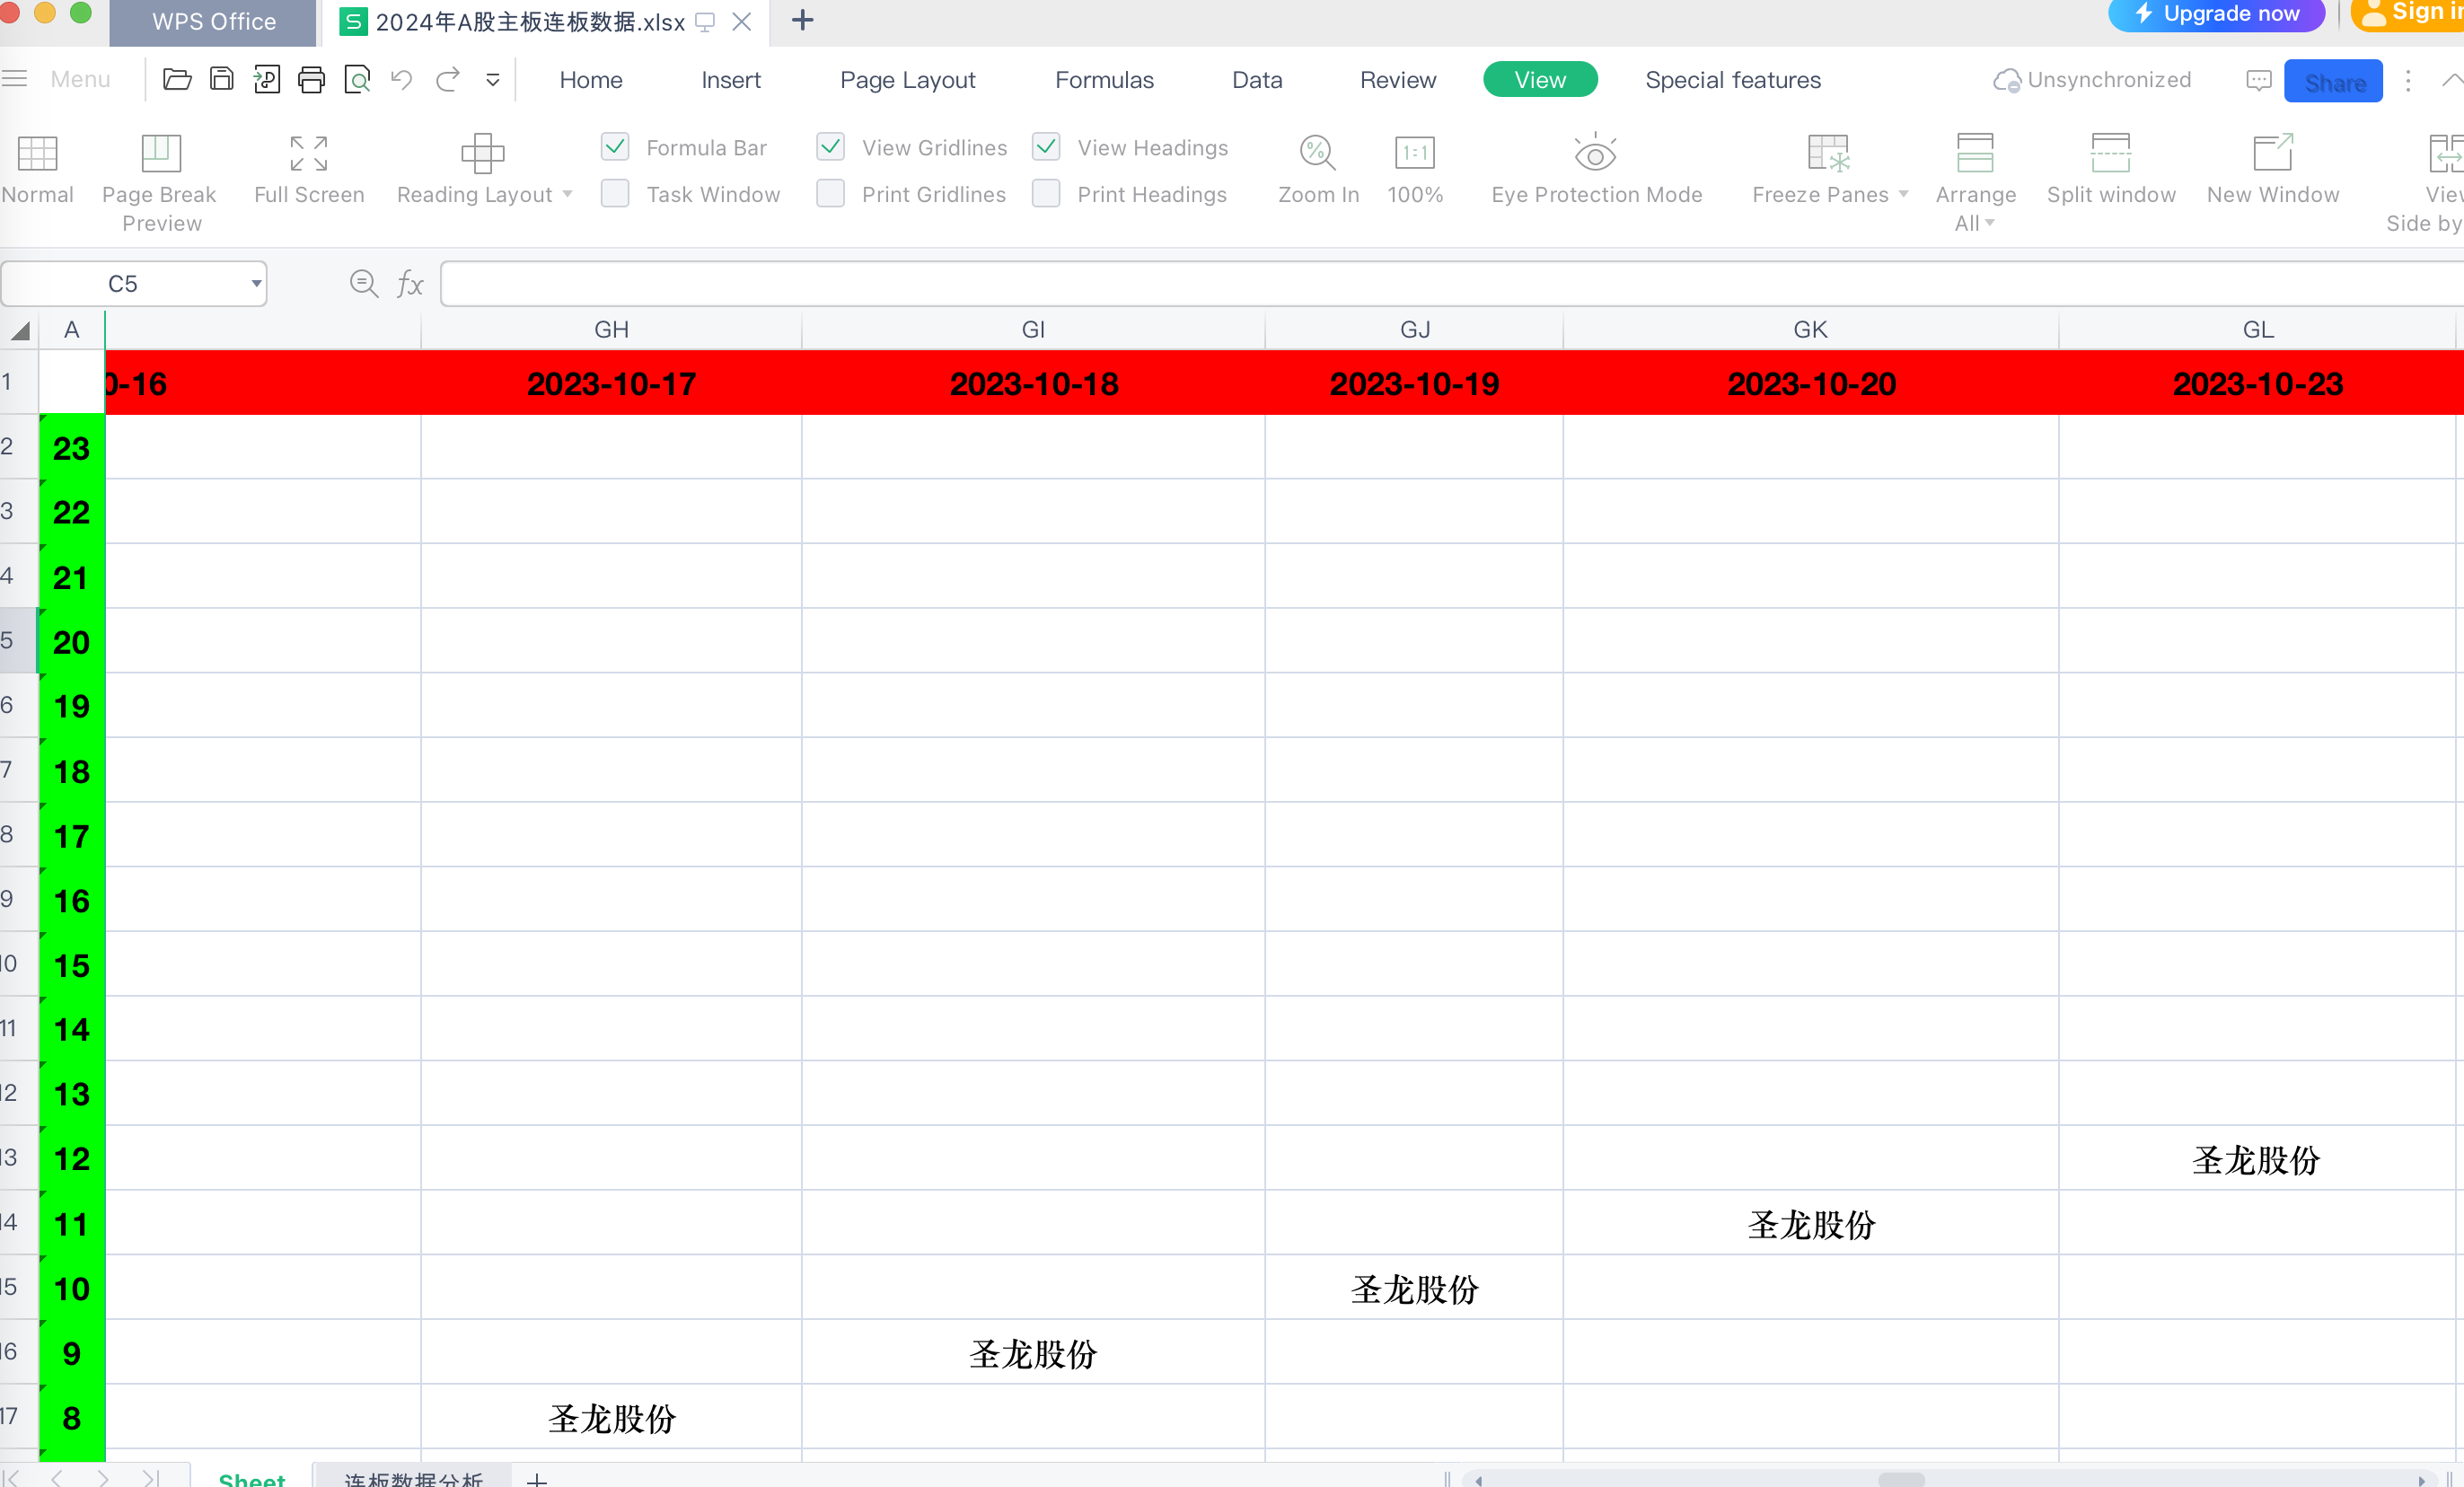 WPS Office 2024年A股主板连板数据.xlsx Upgrade now Sign in
Menu Home Insert Page Layout Formulas Data Review View Special features Unsynchronized Share
Formula Bar View Gridlines View Headings
Normal Page Break Preview Full Screen Reading Layout Task Window Print Gridlines Print Headings Zoom In 100% Eye Protection Mode Freeze Panes Arrange All Split window New Window View Side by
C5 fx
A GH GI GJ GK GL
1 0-16 2023-10-17 2023-10-18 2023-10-19 2023-10-20 2023-10-23
2 23
3 22
4 21
5 20
6 19
7 18
8 17
9 16
10 15
11 14
12 13
13 12 圣龙股份
14 11 圣龙股份
15 10 圣龙股份
16 9 圣龙股份
17 8 圣龙股份
Sheet 连板数据分析